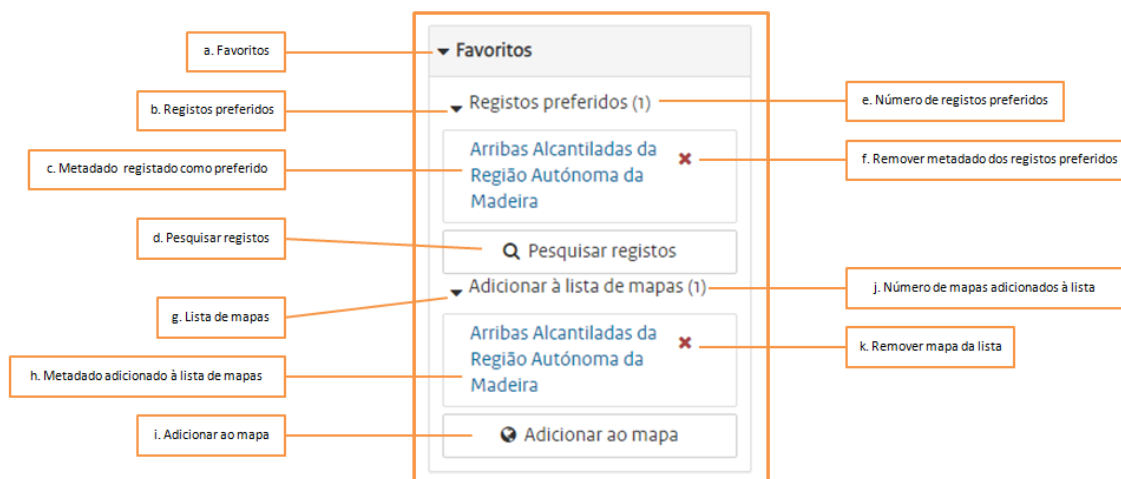 a. Favoritos
b. Registos preferidos
c. Metadado registado como preferido
d. Pesquisar registos
g. Lista de mapas
h. Metadado adicionado à lista de mapas
i. Adicionar ao mapa
Favoritos
Registos preferidos (1)
Arribas Alcantiladas da
Região Autónoma da
Madeira
Pesquisar registos
Adicionar à lista de mapas (1)
Arribas Alcantiladas da
Região Autónoma da
Madeira
Adicionar ao mapa
e. Número de registos preferidos
f. Remover metadado dos registos preferidos
j. Número de mapas adicionados à lista
k. Remover mapa da lista